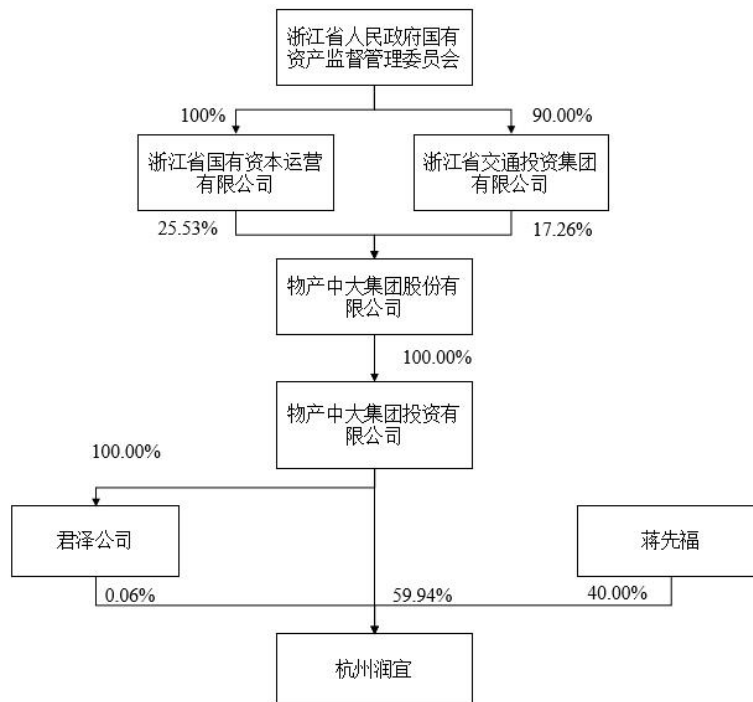 浙江省人民政府国有
资产监督管理委员会
100%
90.00%
浙江省国有资本运营
有限公司
浙江省交通投资集团
有限公司
25.53%
17.26%
物产中大集团股份有
限公司
100.00%
物产中大集团投资有
限公司
100.00%
君泽公司
蒋先福
0.06%
59.94%
40.00%
杭州润宜